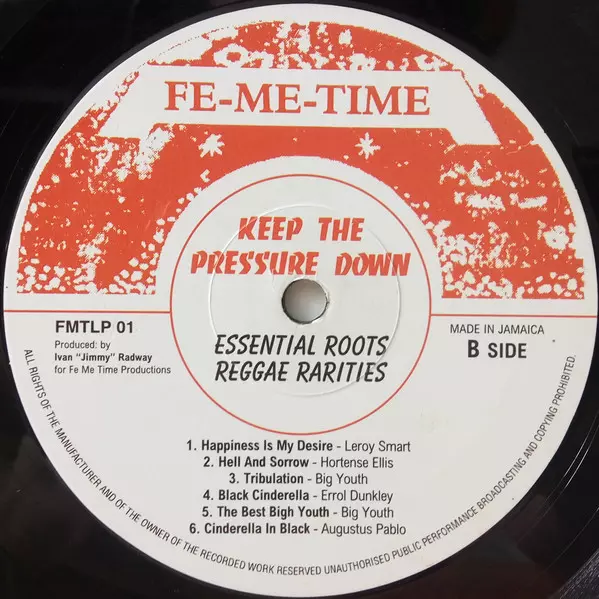 FE-ME-TIME
KEEP THE
PRESSURE DOWN
FMTLP 01
Produced: by
Ivan "Jimmy" Radway
for Fe Me Time Productions
MADE IN JAMAICA
B SIDE
ESSENTIAL ROOTS
REGGAE RARITIES
1. Happiness Is My Desire - Leroy Smart
2. Hell And Sorrow - Hortense Ellis
3. Tribulation - Big Youth
4. Black Cinderella - Errol Dunkley
5. The Best Bigh Youth - Big Youth
6. Cinderella In Black - Augustus Pablo
ALL RIGHTS OF THE MANUFACTURER AND OF THE OWNER OF THE RECORDED WORK RESERVED UNAUTHORISED PUBLIC PERFORMANCE BROADCASTING AND COPYING PROHIBITED.